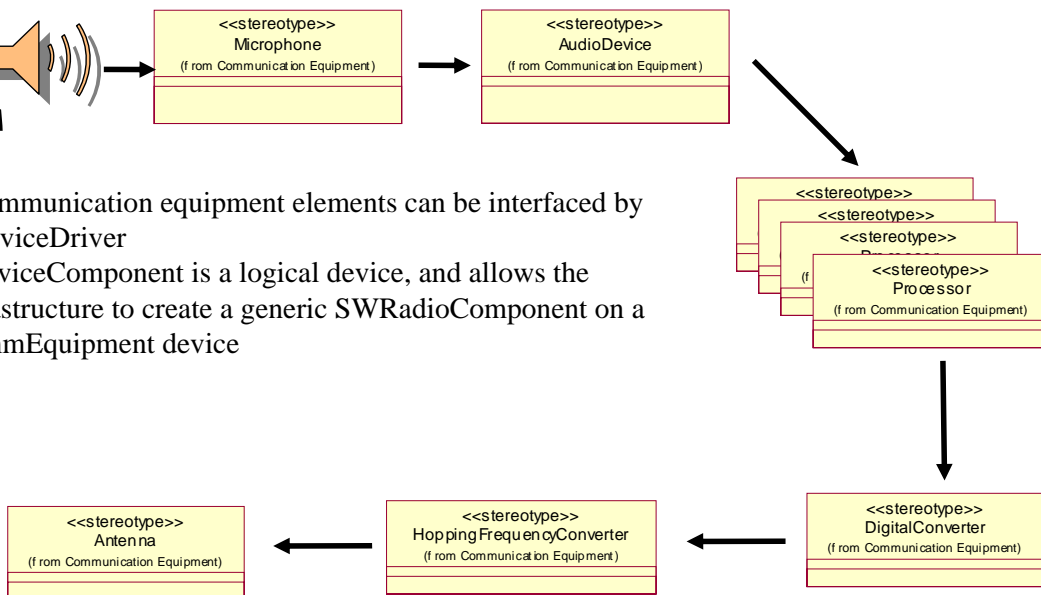 <<stereotype>>
Microphone
(f rom Communication Equipment)
<<stereotype>>
AudioDevice
(f rom Communication Equipment)
mmunication equipment elements can be interfaced by
viceDriver
viceComponent is a logical device, and allows the
structure to create a generic SWRadioComponent on a
mEquipment device
<<stereotype>>
<<stereotype>>
<<stereotype>>
(f
<<stereotype>>
Processor
(f rom Communication Equipment)
<<stereotype>>
DigitalConverter
(f rom Communication Equipment)
<<stereotype>>
HoppingFrequencyConverter
(f rom Communication Equipment)
<<stereotype>>
Antenna
(f rom Communication Equipment)